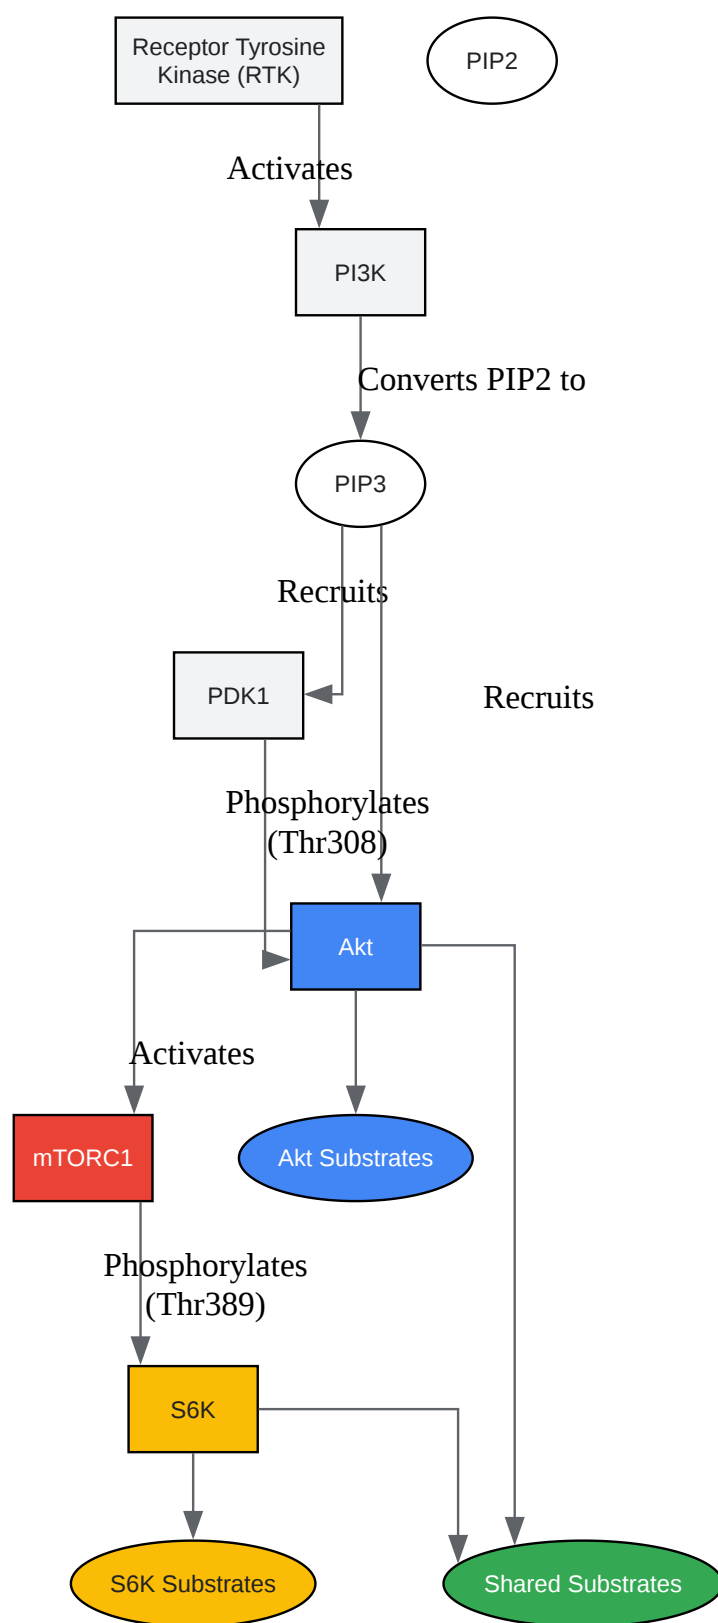 Receptor Tyrosine
Kinase (RTK)
PIP2
Activates
PI3K
Converts PIP2 to
PIP3
Recruits
PDK1
Recruits
Phosphorylates
(Thr308)
Akt
Activates
mTORC1
Akt Substrates
Phosphorylates
(Thr389)
S6K
S6K Substrates
Shared Substrates